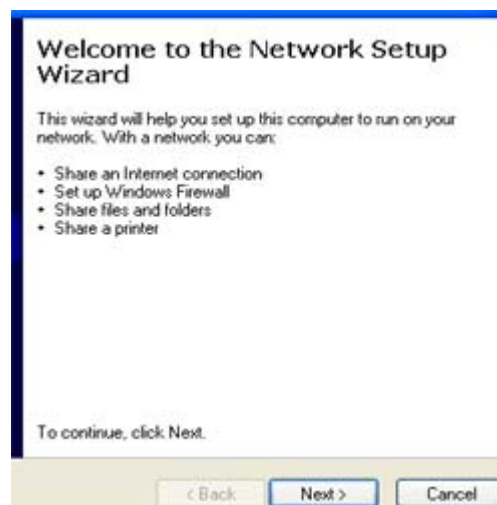 Welcome to the Network Setup
Wizard
This wizard will help you set up this computer to run on your
network. With a network you can:
• Share an Internet connection
• Set up Windows Firewall
• Share files and folders
• Share a printer
To continue, click Next.
< Back Next > Cancel